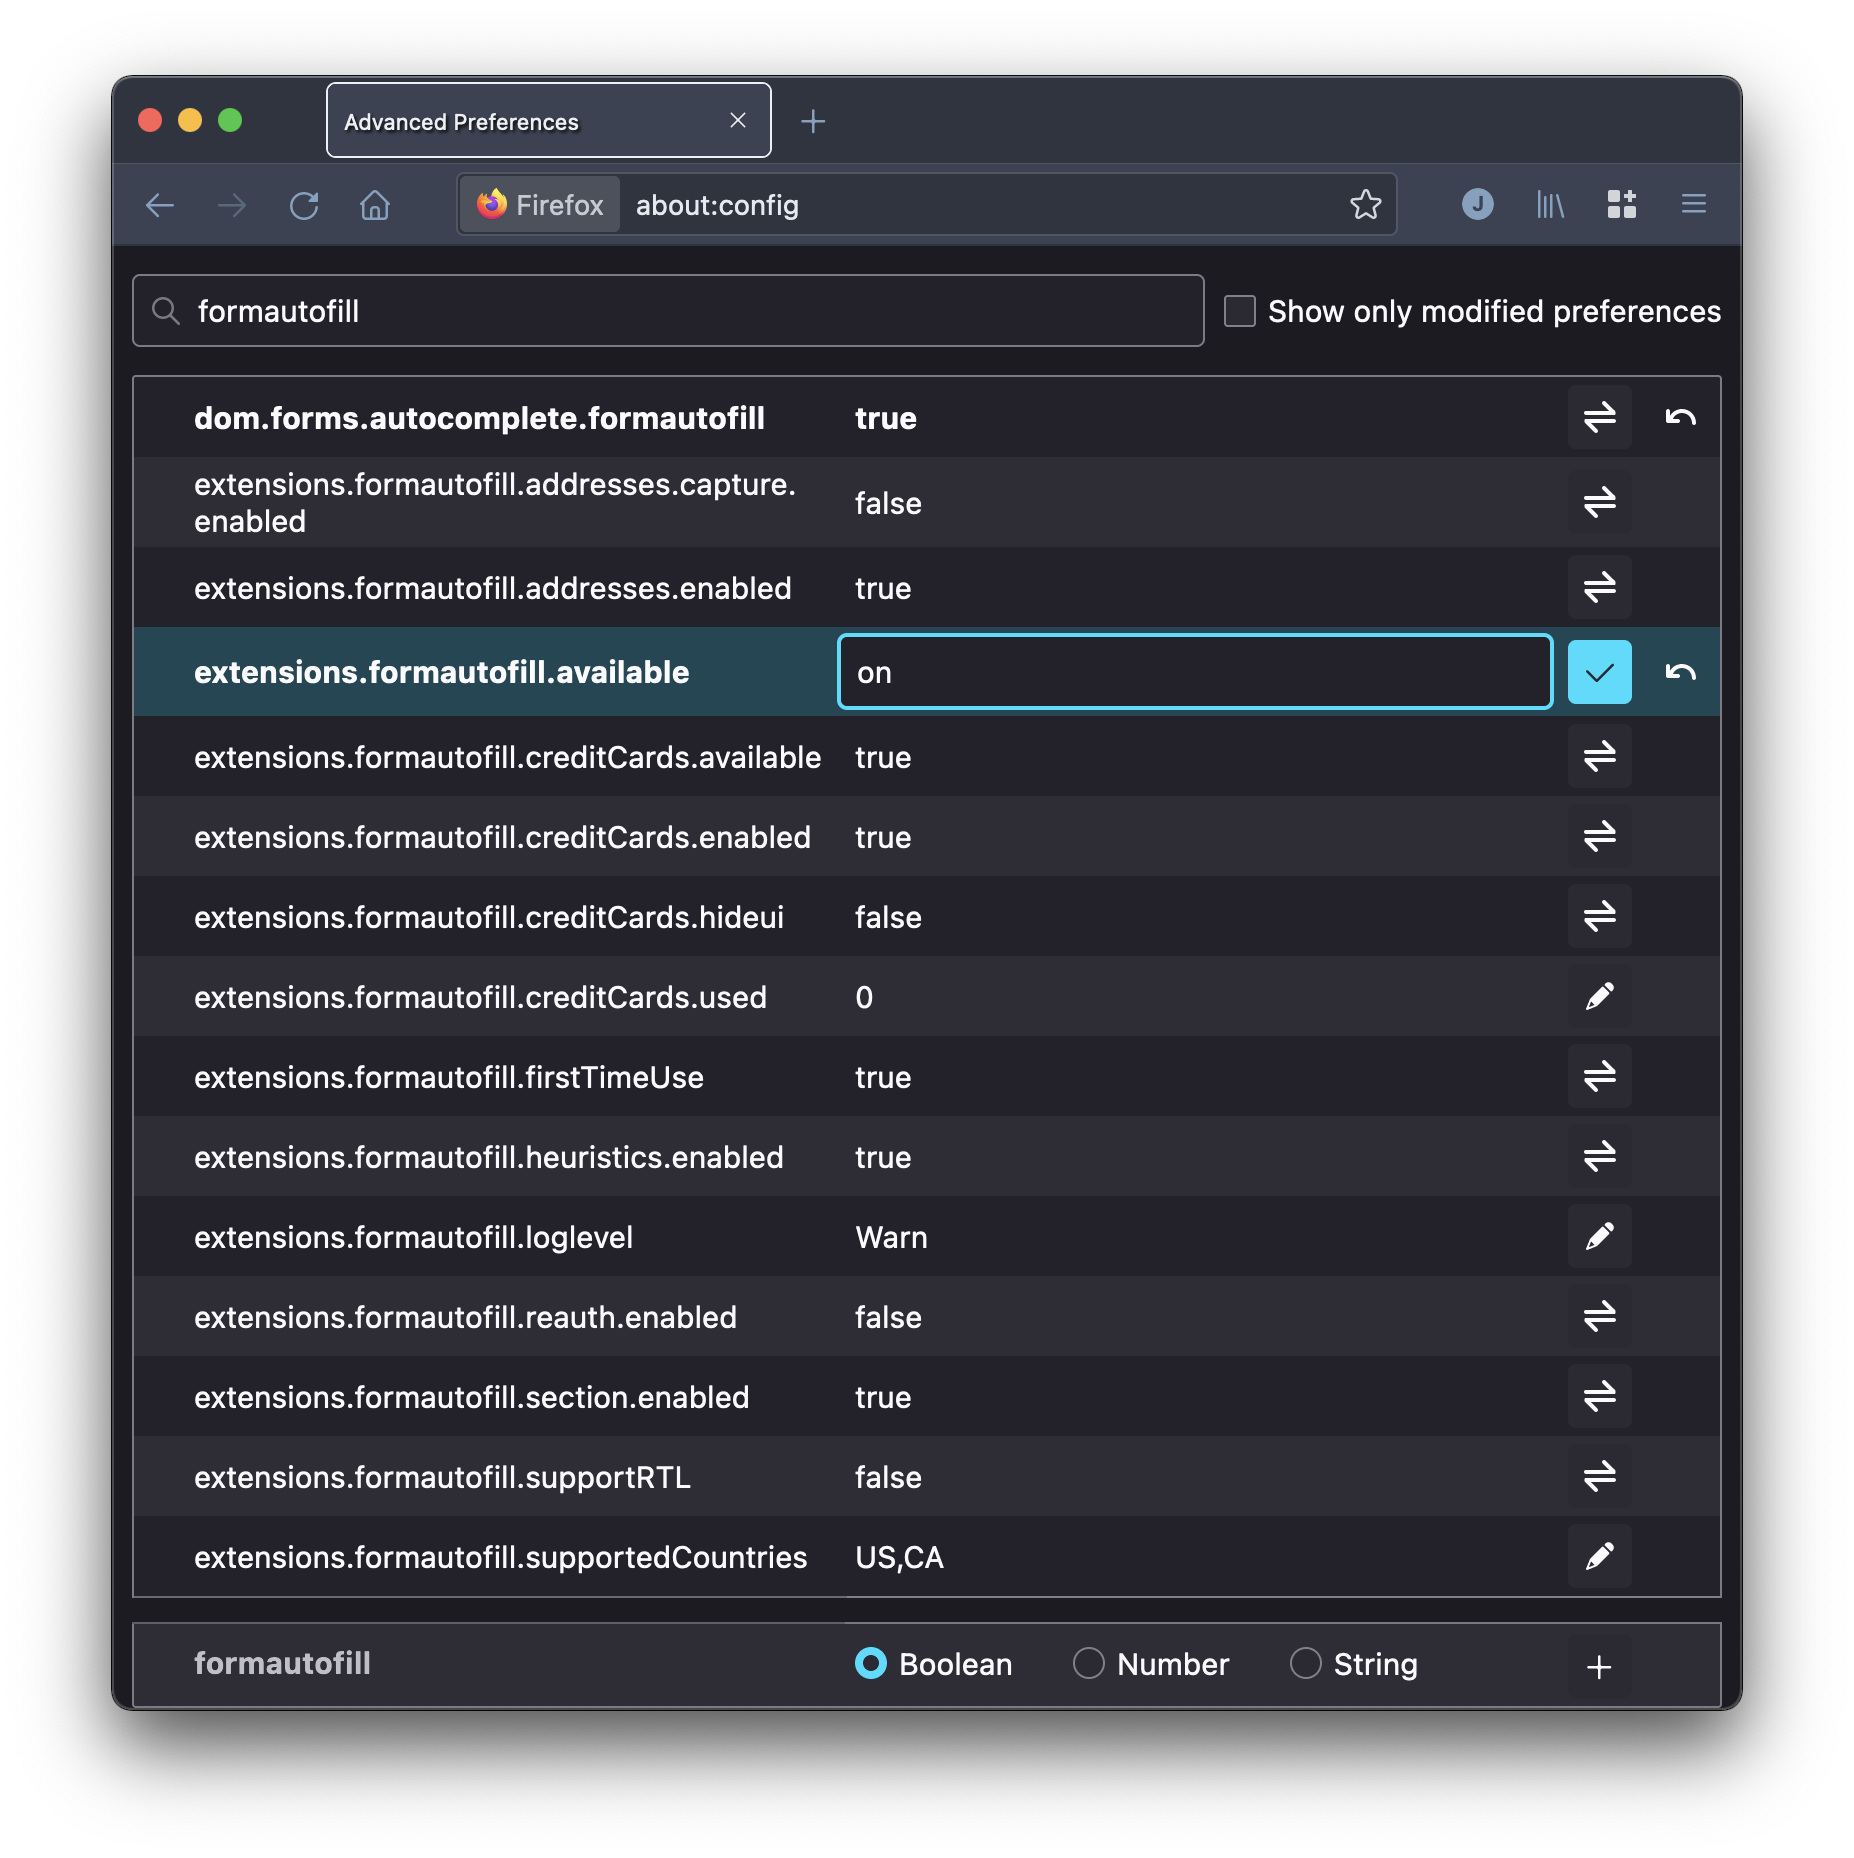 Advanced Preferences
Firefox about:config
J
formautofill
Show only modified preferences
dom.forms.autocomplete.formautofill true
extensions.formautofill.addresses.capture.
enabled
false
extensions.formautofill.addresses.enabled true
extensions.formautofill.available on
extensions.formautofill.creditCards.available true
extensions.formautofill.creditCards.enabled true
extensions.formautofill.creditCards.hideui false
extensions.formautofill.creditCards.used 0
extensions.formautofill.firstTimeUse true
extensions.formautofill.heuristics.enabled true
extensions.formautofill.loglevel Warn
extensions.formautofill.reauth.enabled false
extensions.formautofill.section.enabled true
extensions.formautofill.supportRTL false
extensions.formautofill.supportedCountries US,CA
formautofill Boolean Number String